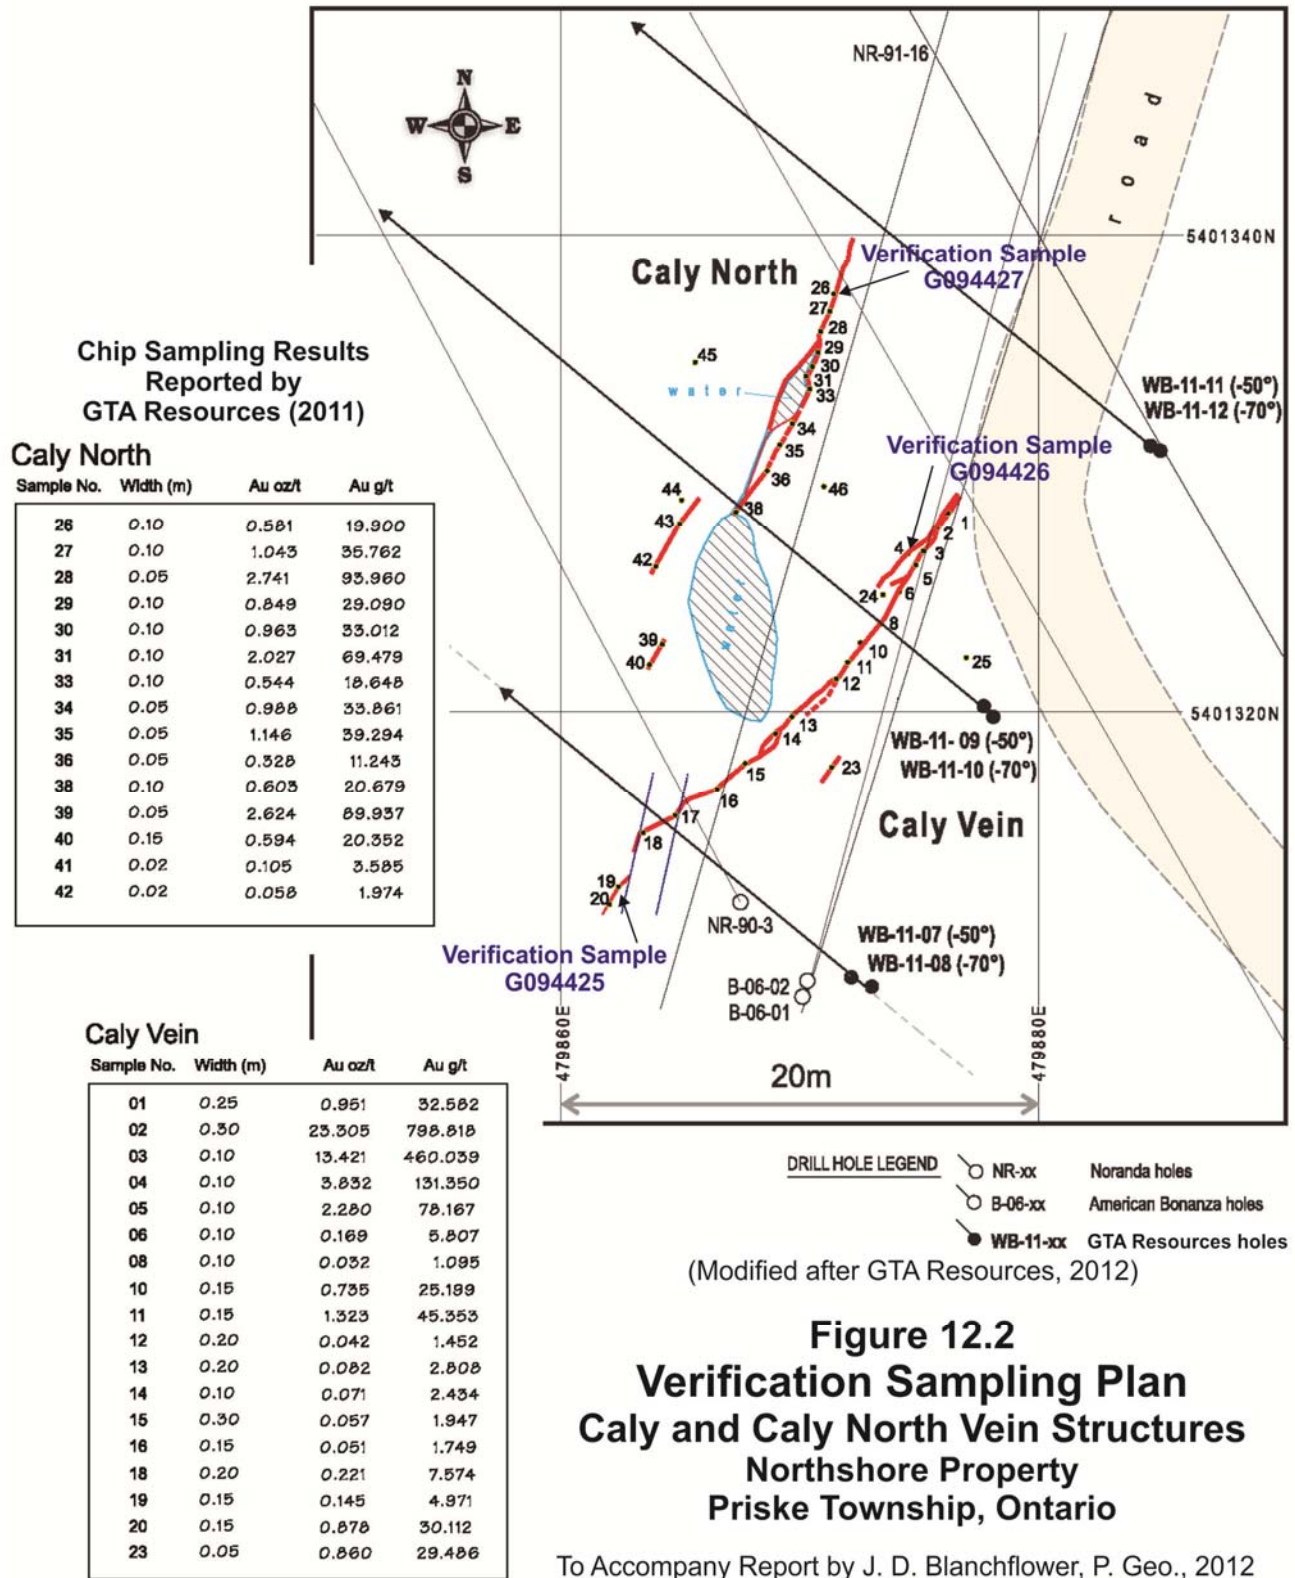 N
W E
S
NR-91-16
road
5401340N
Caly North
Verification Sample
G094427
26
27
28
29
30
31
33
34
35
36
38
45
water
46
44
43
42
39
40
water
Verification Sample
G094426
1
2
3
4
5
6
24
8
10
11
12
13
14
15
16
17
18
19
20
23
25
WB-11-11 (-50°)
WB-11-12 (-70°)
5401320N
WB-11- 09 (-50°)
WB-11-10 (-70°)
Caly Vein
NR-90-3
WB-11-07 (-50°)
WB-11-08 (-70°)
B-06-02
B-06-01
Verification Sample
G094425
479860E
479880E
20m
Chip Sampling Results
Reported by
GTA Resources (2011)
Caly North
Sample No. Width (m) Au oz/t Au g/t
26 0.10 0.581 19.900
27 0.10 1.043 35.762
28 0.05 2.741 93.960
29 0.10 0.849 29.090
30 0.10 0.963 33.012
31 0.10 2.027 69.479
33 0.10 0.544 18.648
34 0.05 0.988 33.861
35 0.05 1.146 39.294
36 0.05 0.328 11.243
38 0.10 0.603 20.679
39 0.05 2.624 89.937
40 0.15 0.594 20.352
41 0.02 0.105 3.585
42 0.02 0.058 1.974
Caly Vein
Sample No. Width (m) Au oz/t Au g/t
01 0.25 0.951 32.582
02 0.30 23.305 798.818
03 0.10 13.421 460.039
04 0.10 3.832 131.350
05 0.10 2.280 78.167
06 0.10 0.169 5.807
08 0.10 0.032 1.095
10 0.15 0.735 25.199
11 0.15 1.323 45.353
12 0.20 0.042 1.452
13 0.20 0.082 2.808
14 0.10 0.071 2.434
15 0.30 0.057 1.947
16 0.15 0.051 1.749
18 0.20 0.221 7.574
19 0.15 0.145 4.971
20 0.15 0.878 30.112
23 0.05 0.860 29.486
DRILL HOLE LEGEND
NR-xx Noranda holes
B-06-xx American Bonanza holes
WB-11-xx GTA Resources holes
(Modified after GTA Resources, 2012)
Figure 12.2
Verification Sampling Plan
Caly and Caly North Vein Structures
Northshore Property
Priske Township, Ontario
To Accompany Report by J. D. Blanchflower, P. Geo., 2012